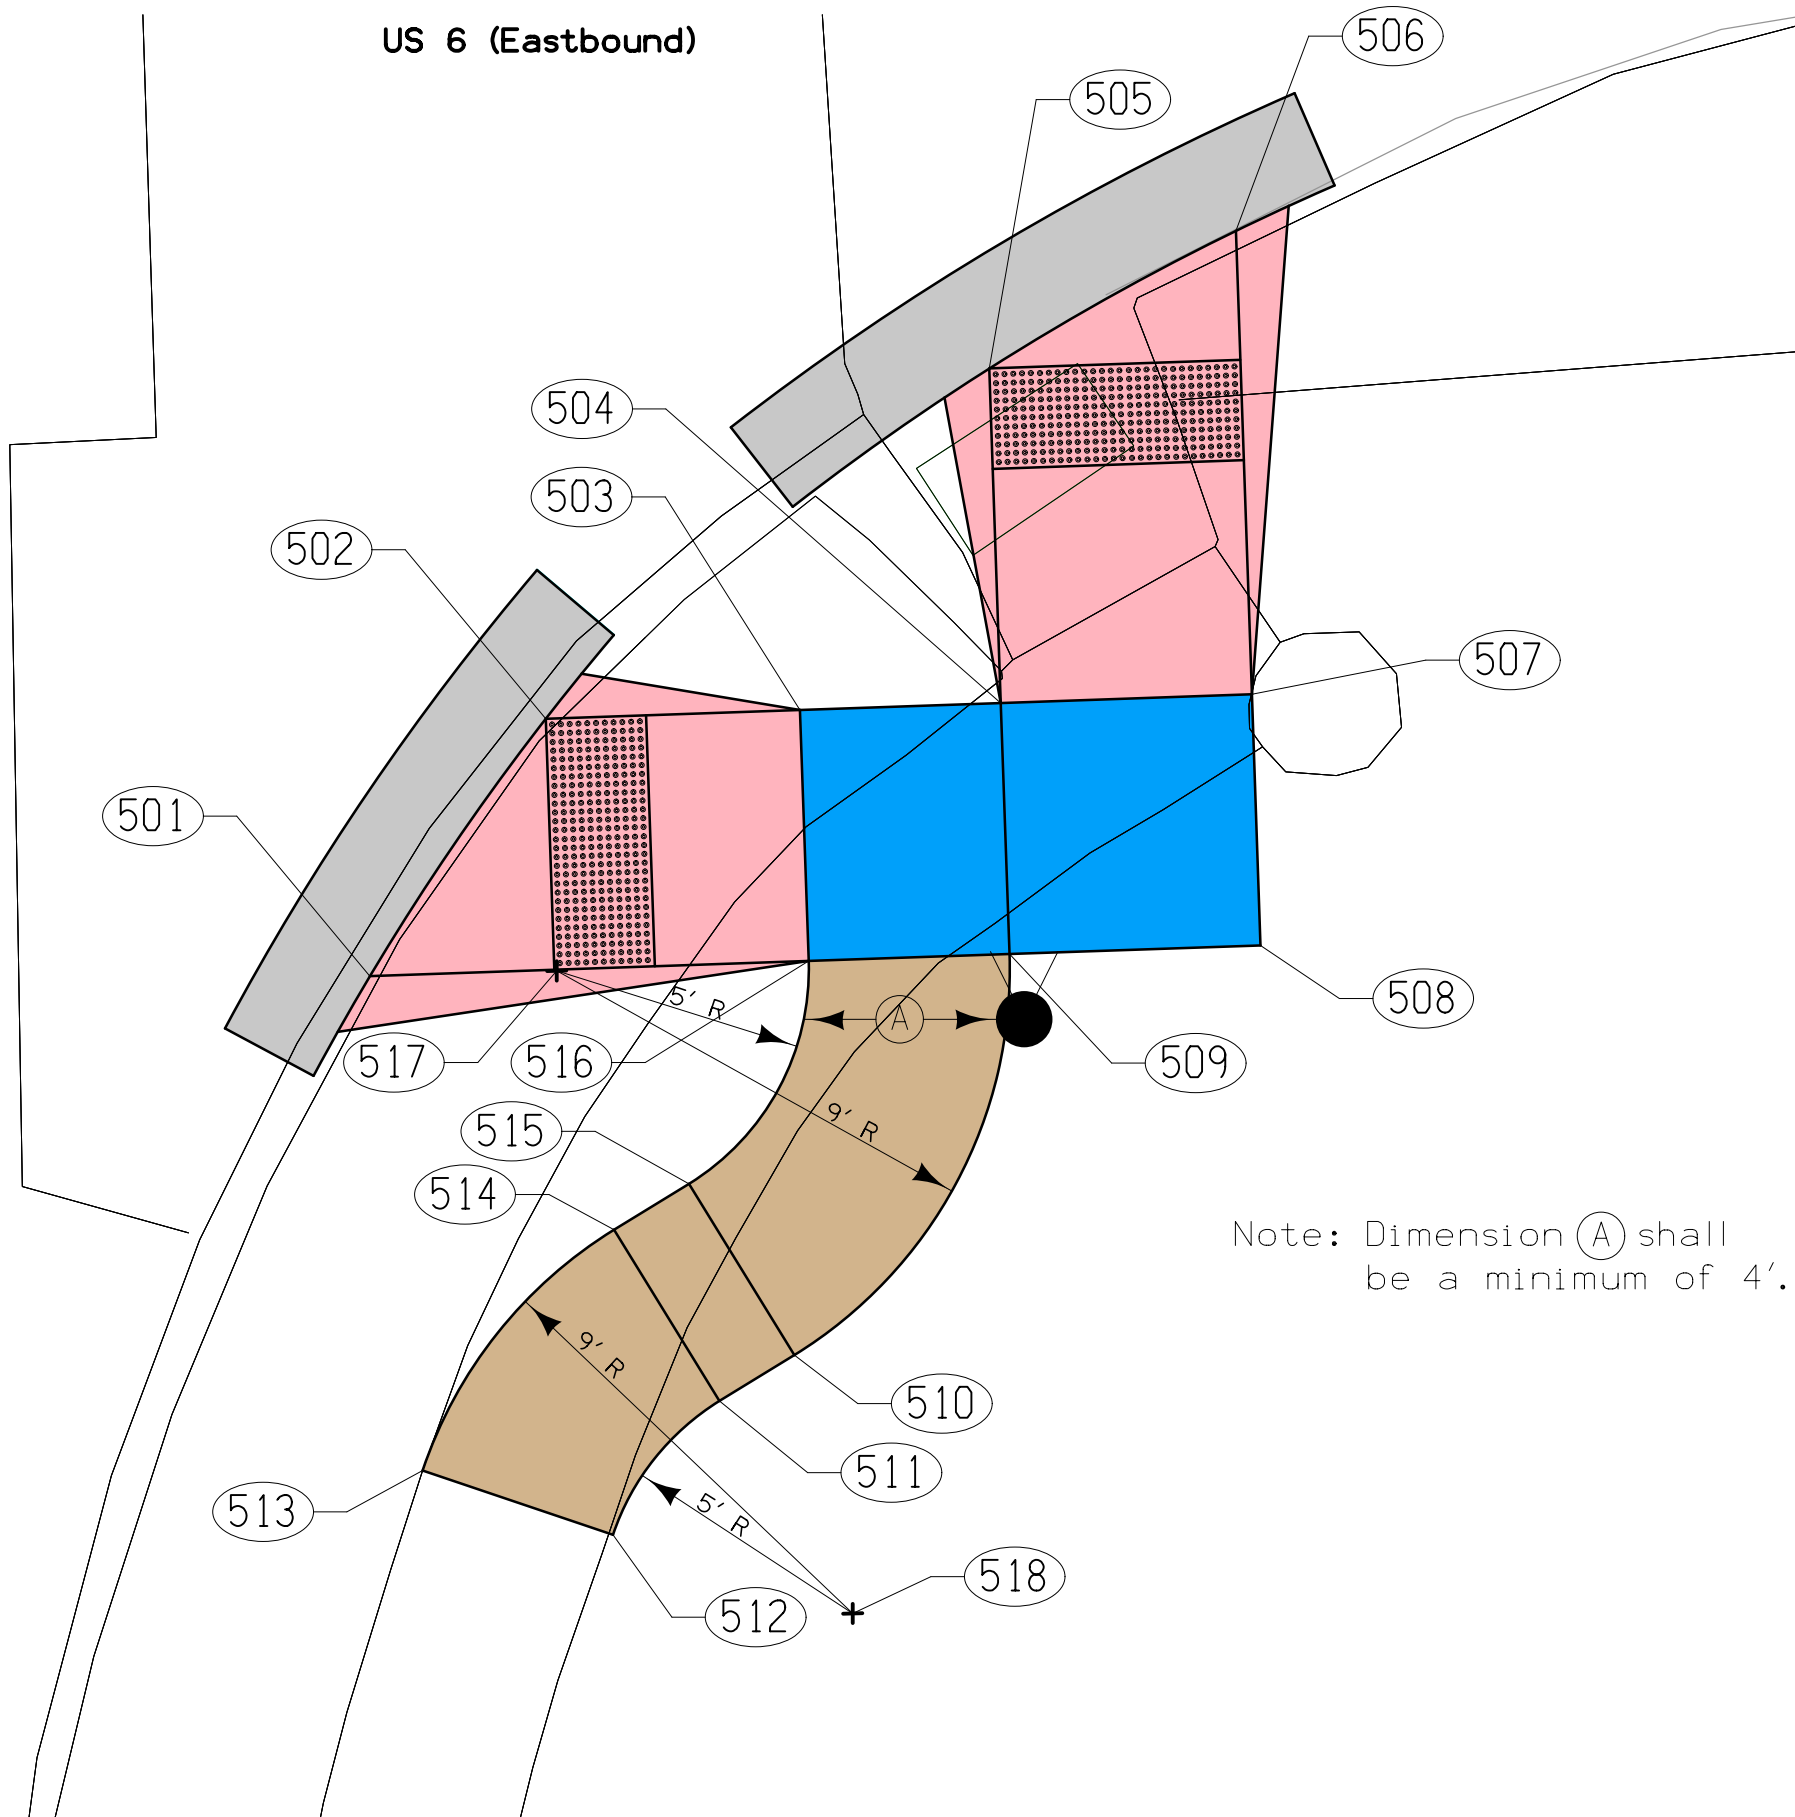 US 6 (Eastbound)
506
505
504
503
502
507
501
5' R
508
A
517
516
509
9' R
515
514
Note: Dimension A shall
be a minimum of 4'.
9' R
510
511
513
5' R
518
512